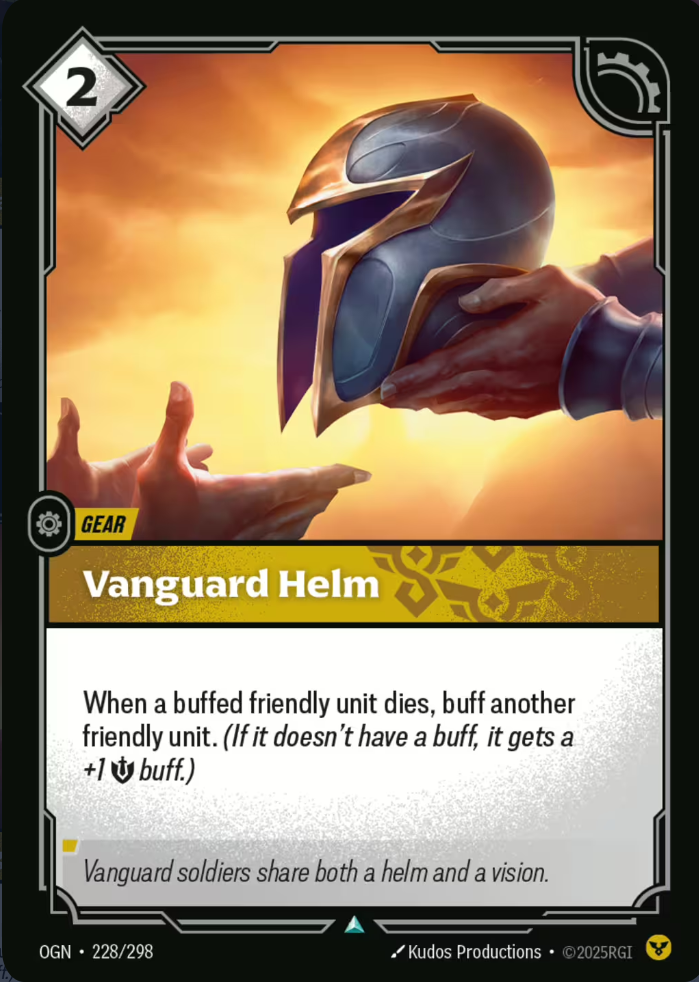 2
GEAR
Vanguard Helm
When a buffed friendly unit dies, buff another
friendly unit. (If it doesn't have a buff, it gets a
+1 buff.)
Vanguard soldiers share both a helm and a vision.
OGN • 228/298
Kudos Productions • ©2025RGI